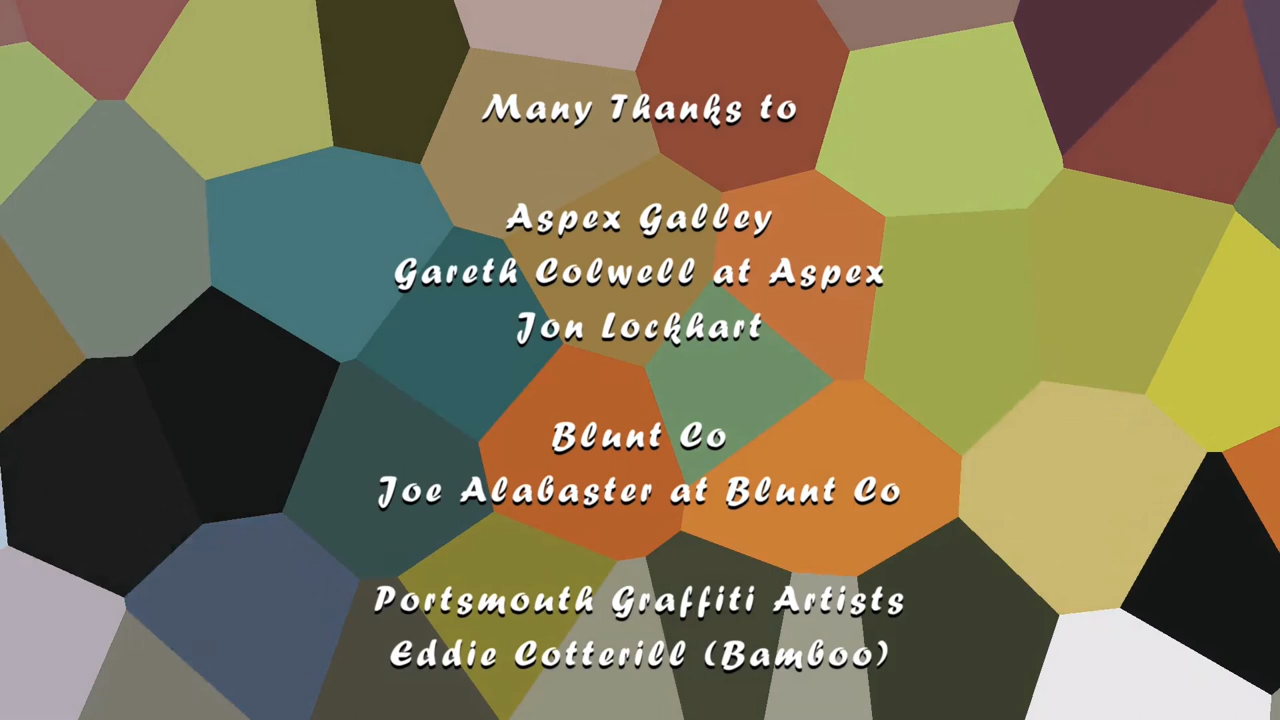 Many Thanks to
Aspex Galley
Gareth Colwell at Aspex
Jon Lockhart
Blunt Co
Joe Alabaster at Blunt Co
Portsmouth Graffiti Artists
Eddie Cotterill (Bamboo)